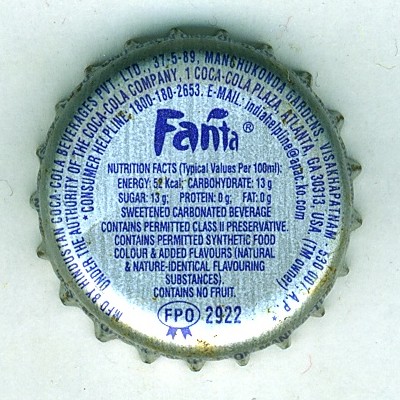 MFD BY HINDUSTAN COCA-COLA BEVERAGES PVT. LTD., 37-5-89, MANCHUKONDA GARDENS, VISAKHAPATNAM - 530 007, A.P.
UNDER THE AUTHORITY OF THE COCA-COLA COMPANY, 1 COCA-COLA PLAZA, ATLANTA, GA 30313, USA (TM owner)
*CONSUMER HELPLINE: 1800-180-2653. E-MAIL: indiahelpline@apac.ko.com *
Fanta ®
NUTRITION FACTS (Typical Values Per 100ml):
ENERGY: 52 Kcal; CARBOHYDRATE: 13 g
SUGAR: 13 g; PROTEIN: 0 g; FAT: 0 g
SWEETENED CARBONATED BEVERAGE
CONTAINS PERMITTED CLASS II PRESERVATIVE.
CONTAINS PERMITTED SYNTHETIC FOOD
COLOUR & ADDED FLAVOURS (NATURAL
& NATURE-IDENTICAL FLAVOURING
SUBSTANCES).
CONTAINS NO FRUIT.
FPO 2922